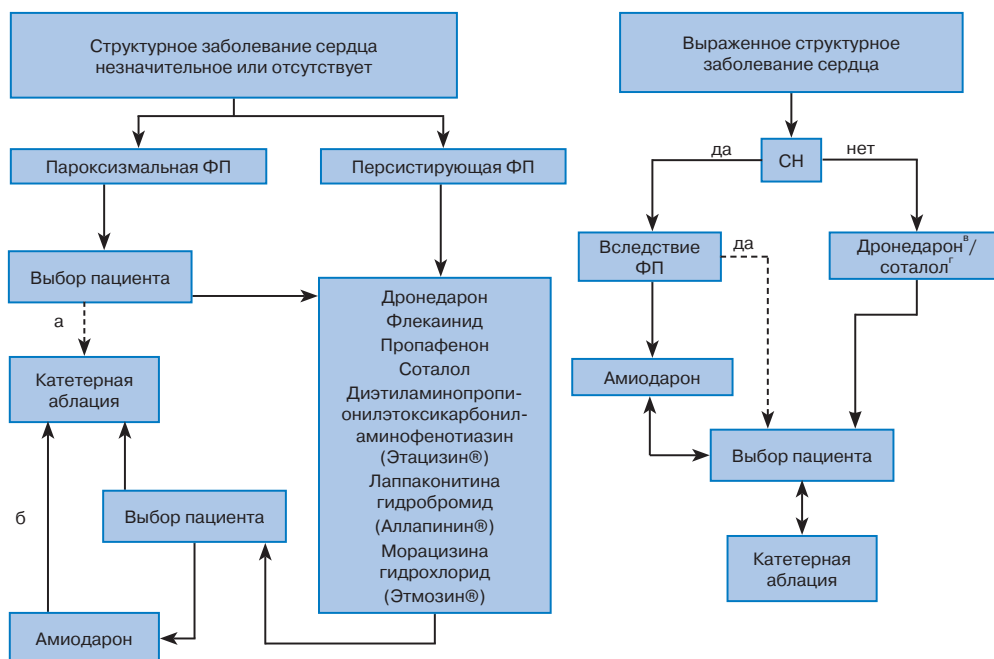 Структурное заболевание сердца
незначительное или отсутствует
Пароксизмальная ФП
Персистирующая ФП
Выбор пациента
а
Катетерная
аблация
Дронедарон
Флекаинид
Пропафенон
Соталол
Диэтиламинопропи-
онилэтоксикарбонил-
аминофенотиазин
(Этацизин®)
Лаппаконитина
гидробромид
(Аллапинин®)
Морацизина
гидрохлорид
(Этмозин®)
Выбор пациента
б
Амиодарон
Выраженное структурное
заболевание сердца
да
СН
нет
Вследствие
ФП
да
Дронедаронᵛ/
соталолᵍ
Амиодарон
Выбор пациента
Катетерная
аблация